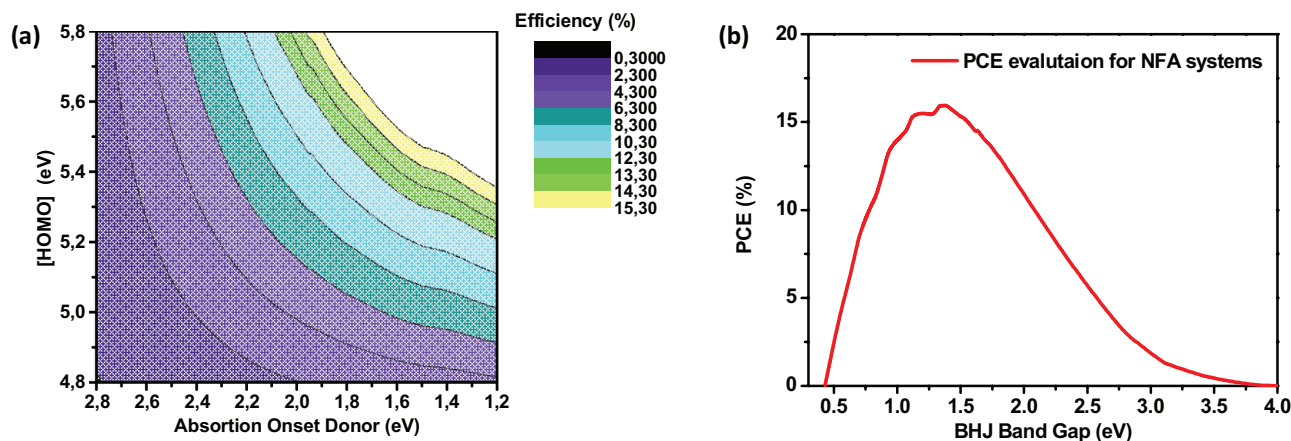 (a)
[HOMO] (eV)
5,8
5,6
5,4
5,2
5,0
4,8
2,8 2,6 2,4 2,2 2,0 1,8 1,6 1,4 1,2
Absortion Onset Donor (eV)
Efficiency (%)
0,3000
2,300
4,300
6,300
8,300
10,30
12,30
14,30
15,30
(b)
PCE (%)
20
15
10
5
0
PCE evalutaion for NFA systems
0.5 1.0 1.5 2.0 2.5 3.0 3.5 4.0
BHJ Band Gap (eV)